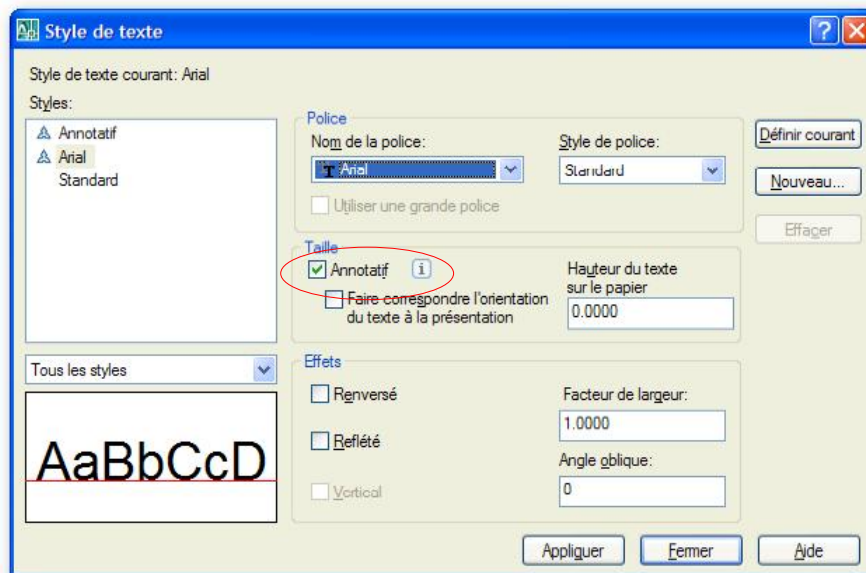 Style de texte
Style de texte courant: Arial
Styles:
Annotatif
Arial
Standard
Tous les styles
AaBbCcD
Police
Nom de la police:
Arial
Style de police:
Standard
Utiliser une grande police
Taille
Annotatif
Faire correspondre l'orientation
du texte à la présentation
Hauteur du texte
sur le papier
0.0000
Effets
Renversé
Reflété
Vertical
Facteur de largeur:
1.0000
Angle oblique:
0
Définir courant
Nouveau...
Effacer
Appliquer
Fermer
Aide